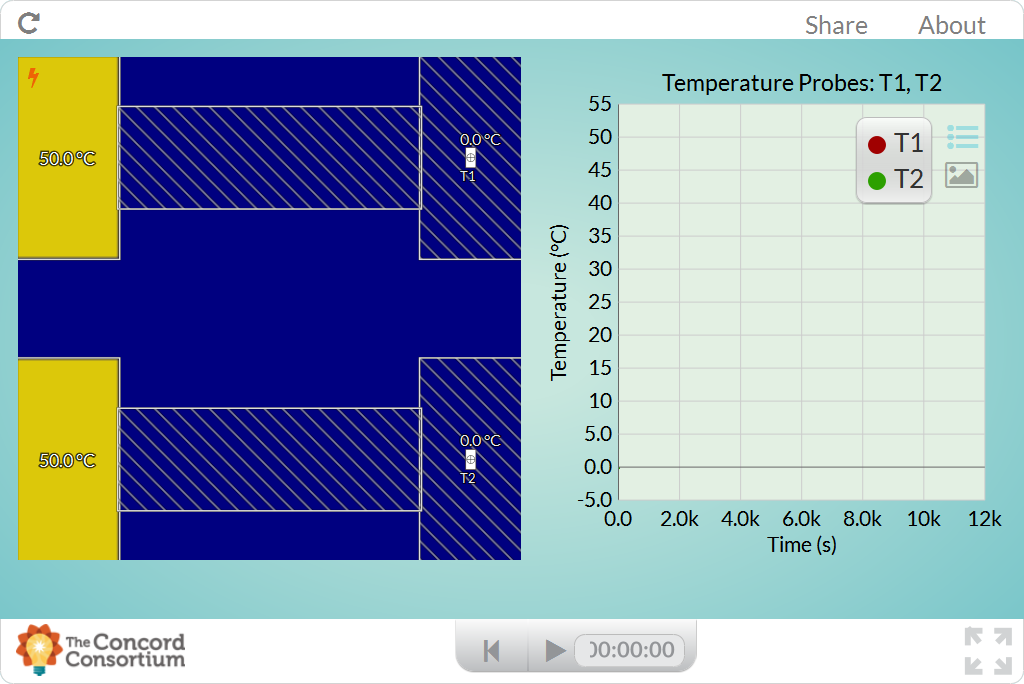 Share About
50.0 °C
0.0 °C
T1
50.0 °C
0.0 °C
T2
Temperature Probes: T1, T2
55
50
45
40
35
30
25
20
15
10
5.0
0.0
-5.0
Temperature (°C)
T1
T2
0.0 2.0k 4.0k 6.0k 8.0k 10k 12k
Time (s)
The Concord
Consortium
00:00:00